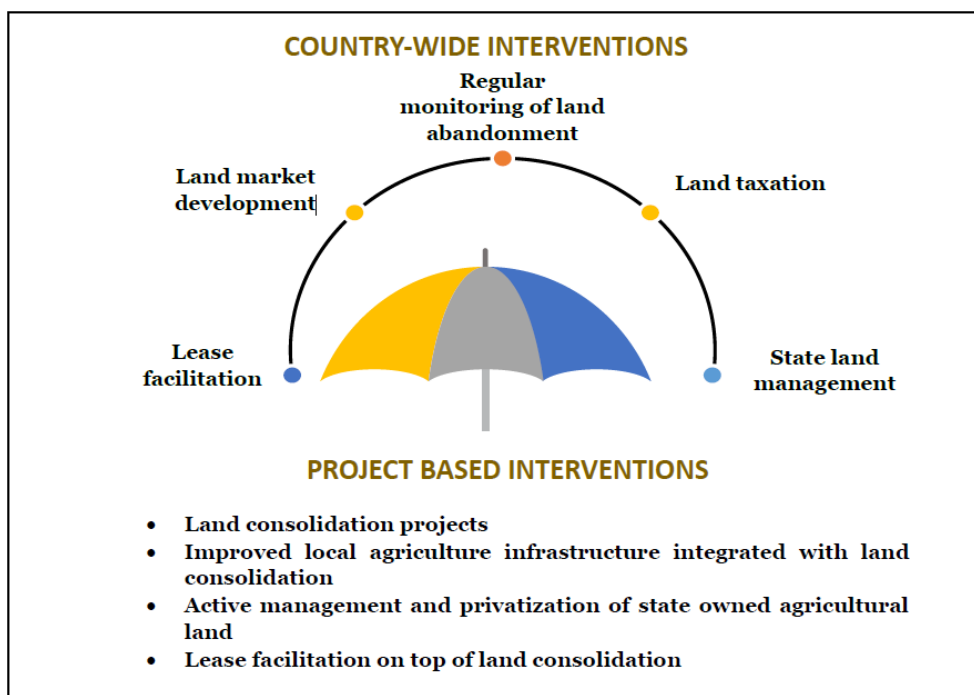 COUNTRY-WIDE INTERVENTIONS
Regular
monitoring of land
abandonment
Land market
development
Land taxation
Lease
facilitation
State land
management
PROJECT BASED INTERVENTIONS
• Land consolidation projects
• Improved local agriculture infrastructure integrated with land
consolidation
• Active management and privatization of state owned agricultural
land
• Lease facilitation on top of land consolidation